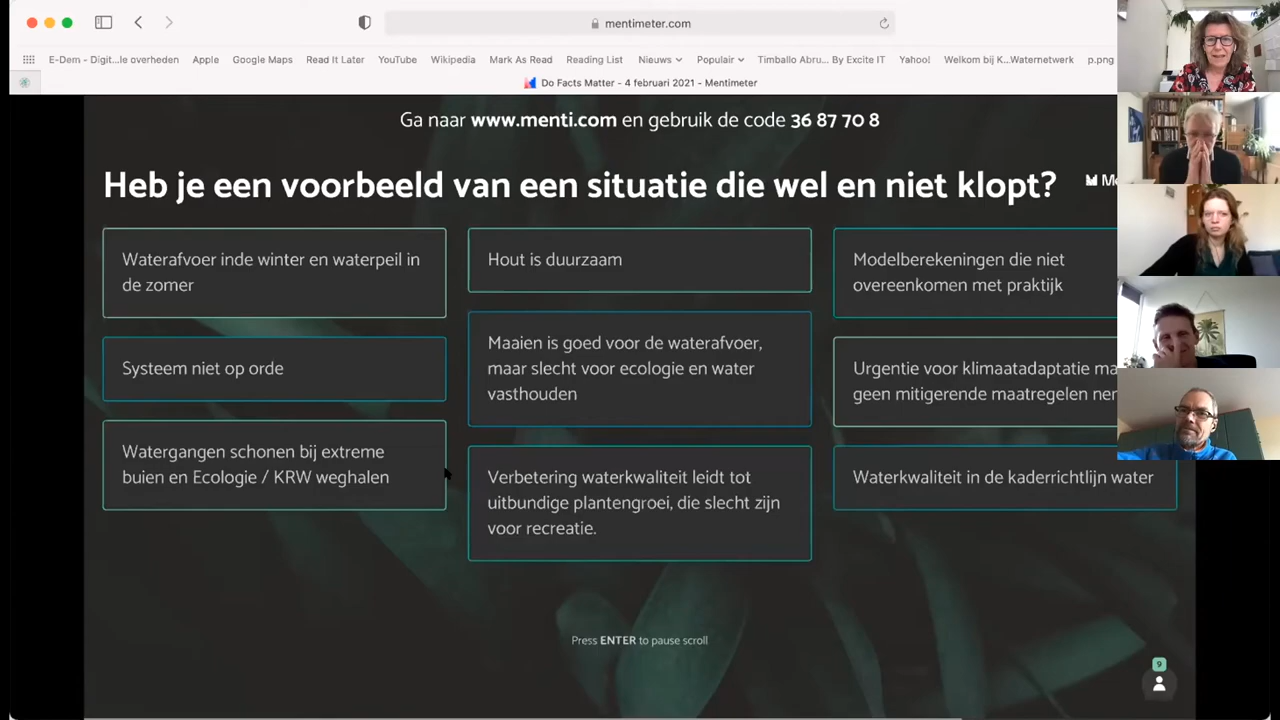 mentimeter.com
E-Dem - Digit...le overheden Apple Google Maps Read It Later YouTube Wikipedia Mark As Read Reading List Nieuws Populair Timballo Abru... By Excite IT Yahoo! Welkom bij K...Waternetwerk p.png
Do Facts Matter - 4 februari 2021 - Mentimeter
Ga naar www.menti.com en gebruik de code 36 87 70 8
Heb je een voorbeeld van een situatie die wel en niet klopt?
Waterafvoer inde winter en waterpeil in
de zomer
Systeem niet op orde
Watergangen schonen bij extreme
buien en Ecologie / KRW weghalen
Hout is duurzaam
Maaien is goed voor de waterafvoer,
maar slecht voor ecologie en water
vasthouden
Verbetering waterkwaliteit leidt tot
uitbundige plantengroei, die slecht zijn
voor recreatie.
Modelberekeningen die niet
overeenkomen met praktijk
Urgentie voor klimaatadaptatie
geen mitigerende maatregelen
Waterkwaliteit in de kaderrichtlijn water
Press ENTER to pause scroll
9